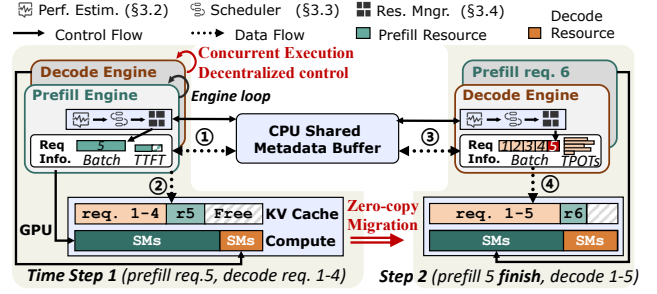 Perf. Estim. (§3.2) Scheduler (§3.3) Res. Mngr. (§3.4) Decode Resource
Control Flow Data Flow Prefill Resource
Concurrent Execution
Decentralized control
Decode Engine
Prefill Engine
Engine loop
Req Info.
5
Batch
TTFT
①
CPU Shared
Metadata Buffer
③
Prefill req. 6
Decode Engine
Req Info.
1 2 3 4 5
Batch
TPOTs
②
④
GPU
req. 1-4 r5 Free
KV Cache
SMs SMs
Compute
Zero-copy
Migration
req. 1-5 r6
SMs SMs
Time Step 1 (prefill req.5, decode req. 1-4)
Step 2 (prefill 5 finish, decode 1-5)